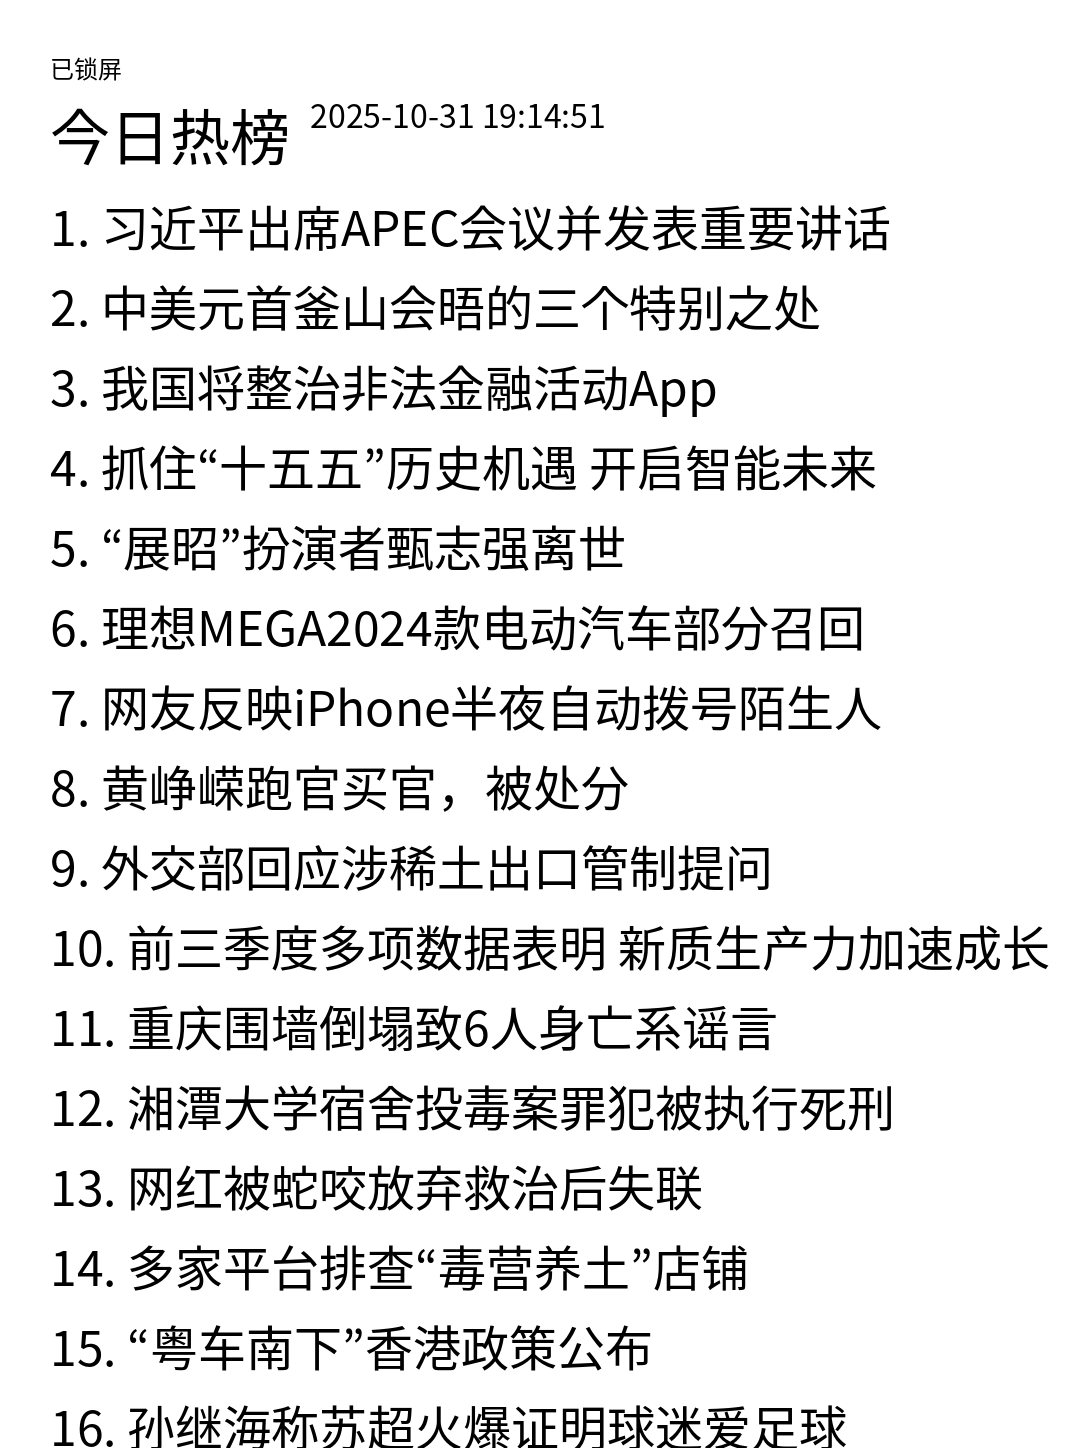 已锁屏
今日热榜 2025-10-31 19:14:51
1. 习近平出席APEC会议并发表重要讲话
2. 中美元首釜山会晤的三个特别之处
3. 我国将整治非法金融活动App
4. 抓住“十五五”历史机遇 开启智能未来
5. “展昭”扮演者甄志强离世
6. 理想MEGA2024款电动汽车部分召回
7. 网友反映iPhone半夜自动拨号陌生人
8. 黄峥嵘跑官买官，被处分
9. 外交部回应涉稀土出口管制提问
10. 前三季度多项数据表明 新质生产力加速成长
11. 重庆围墙倒塌致6人身亡系谣言
12. 湘潭大学宿舍投毒案罪犯被执行死刑
13. 网红被蛇咬放弃救治后失联
14. 多家平台排查“毒营养土”店铺
15. “粤车南下”香港政策公布
16. 孙继海称苏超火爆证明球迷爱足球